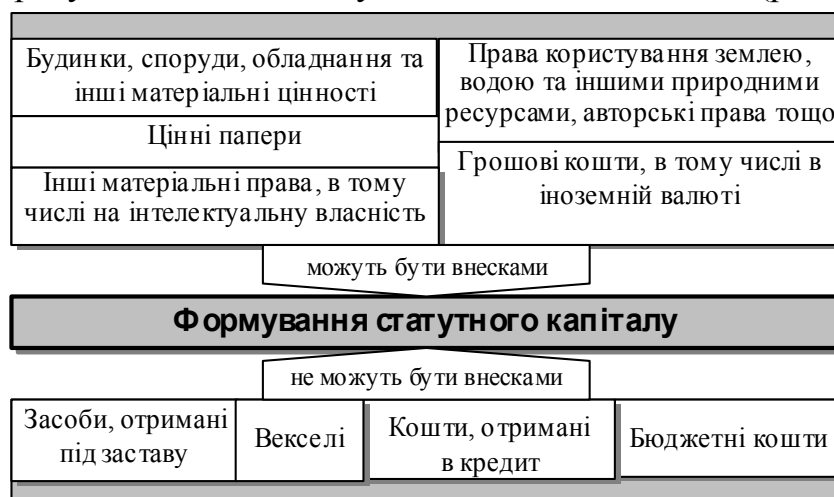 Будинки, споруди, обладнання та
інші матеріальні цінності
Цінні папери
Інші матеріальні права, в тому
числі на інтелектуальну власність
Права користування землею,
водою та іншими природними
ресурсами, авторські права тощо
Грошові кошти, в тому числі в
іноземній валюті
можуть бути внесками
Формування статутного капіталу
не можуть бути внесками
Засоби, отримані
під заставу
Векселі
Кошти, отримані
в кредит
Бюджетні кошти